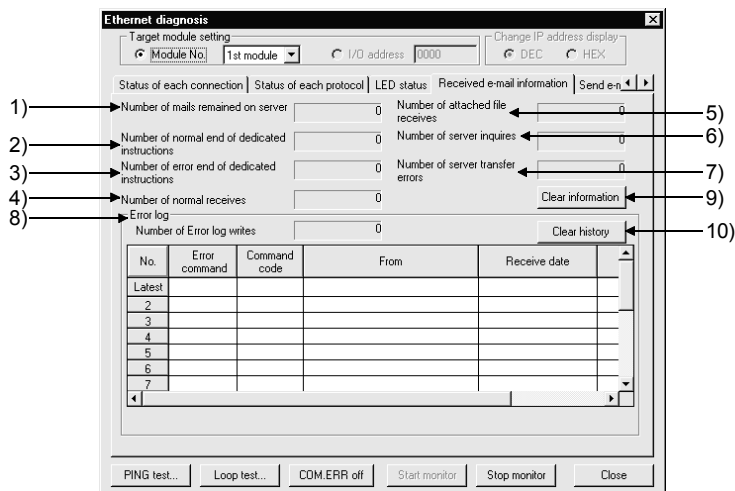 Ethernet diagnosis
Target module setting
Module No. 1st module
I/O address 0000
Change IP address display
DEC HEX
Status of each connection Status of each protocol LED status Received e-mail information Send e-n
1) Number of mails remained on server 0
Number of attached file receives 0 5)
2) Number of normal end of dedicated instructions 0
Number of server inquires 0 6)
3) Number of error end of dedicated instructions 0
Number of server transfer errors 0 7)
4) Number of normal receives 0
Clear information 9)
8) Error log
Number of Error log writes 0
Clear history 10)
No. Error command Command code From Receive date
Latest
2
3
4
5
6
7
PING test... Loop test... COM.ERR off Start monitor Stop monitor Close